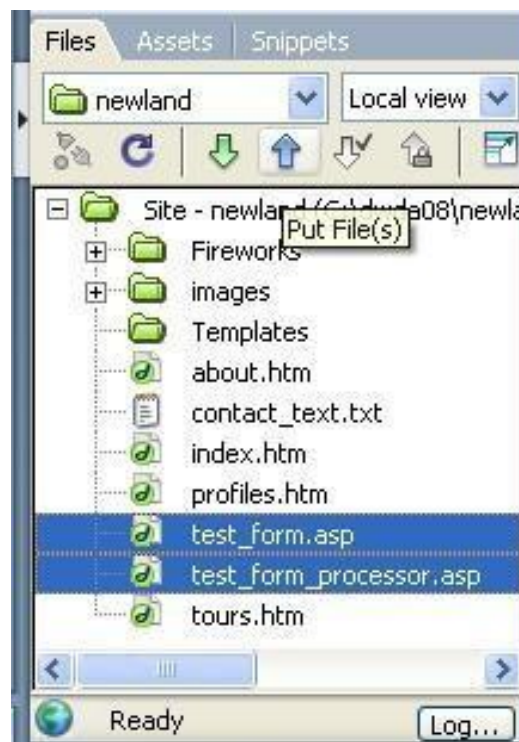 Files Assets Snippets
newland Local view
Site - newland (C:\dwda08\newla
Put File(s)
Fireworks
images
Templates
about.htm
contact_text.txt
index.htm
profiles.htm
test_form.asp
test_form_processor.asp
tours.htm
Ready Log...